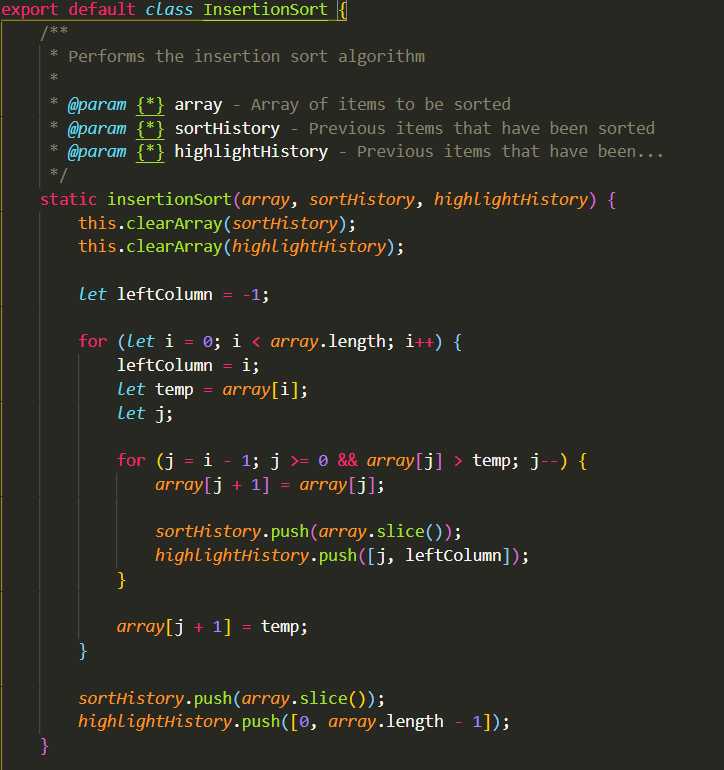 export default class InsertionSort {
    /**
     * Performs the insertion sort algorithm
     *
     * @param {*} array - Array of items to be sorted
     * @param {*} sortHistory - Previous items that have been sorted
     * @param {*} highlightHistory - Previous items that have been...
     */
    static insertionSort(array, sortHistory, highlightHistory) {
        this.clearArray(sortHistory);
        this.clearArray(highlightHistory);

        let leftColumn = -1;

        for (let i = 0; i < array.length; i++) {
            leftColumn = i;
            let temp = array[i];
            let j;

            for (j = i - 1; j >= 0 && array[j] > temp; j--) {
                array[j + 1] = array[j];

                sortHistory.push(array.slice());
                highlightHistory.push([j, leftColumn]);
            }

            array[j + 1] = temp;
        }

        sortHistory.push(array.slice());
        highlightHistory.push([0, array.length - 1]);
    }